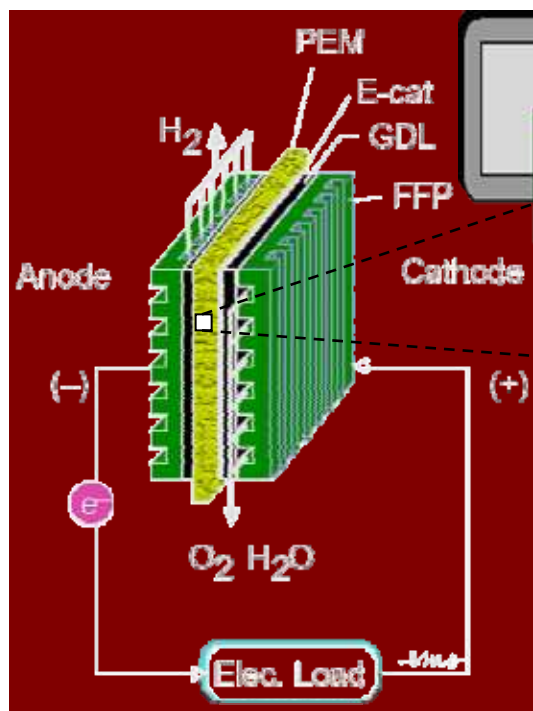 PEM
E-cat
H2
GDL
FFP
Anode
Cathode
(–)
(+)
e⁻
O2 H2O
Elec. Load